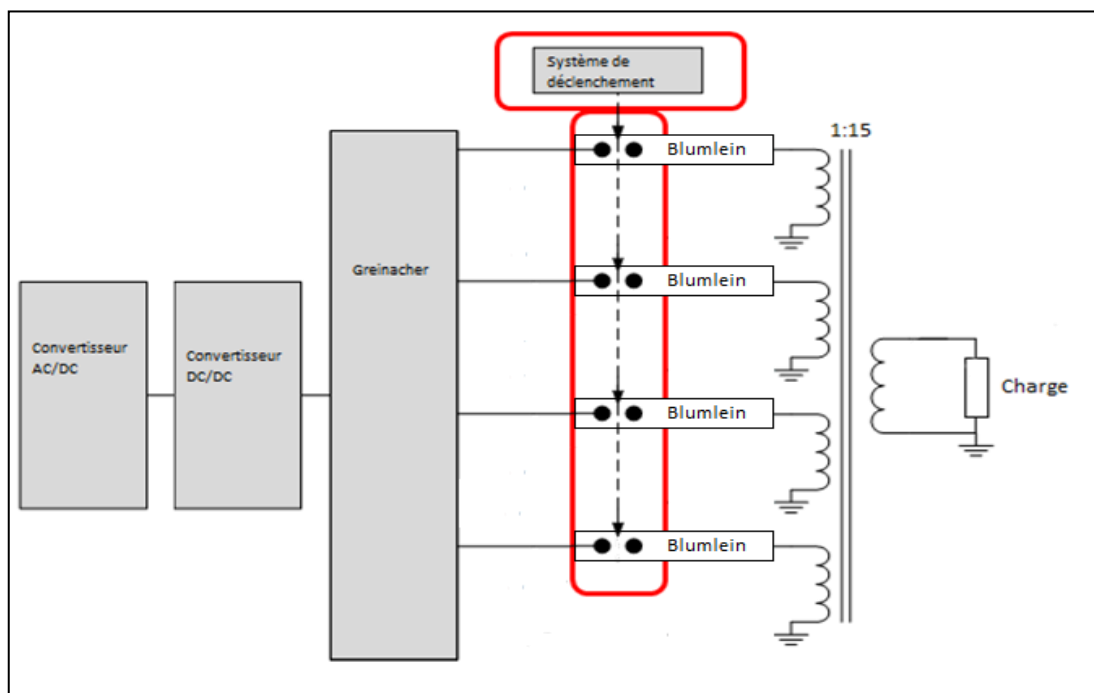 Système de
déclenchement
1:15
Blumlein
Greinacher
Blumlein
Convertisseur
AC/DC
Convertisseur
DC/DC
Charge
Blumlein
Blumlein